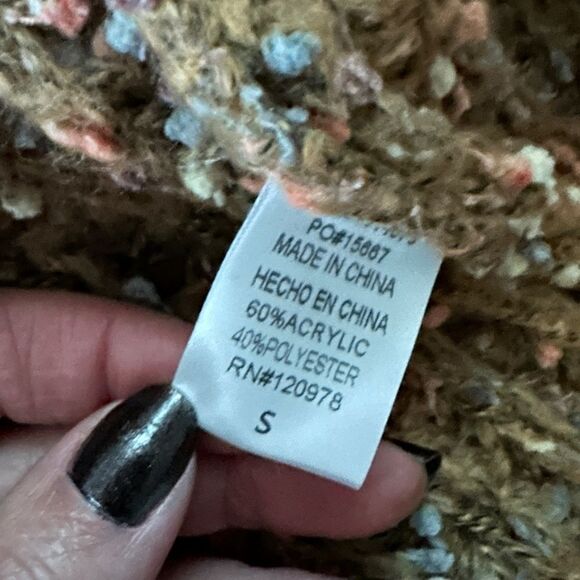 PO#15667
MADE IN CHINA
HECHO EN CHINA
60%ACRYLIC
40%POLYESTER
RN#120978
S